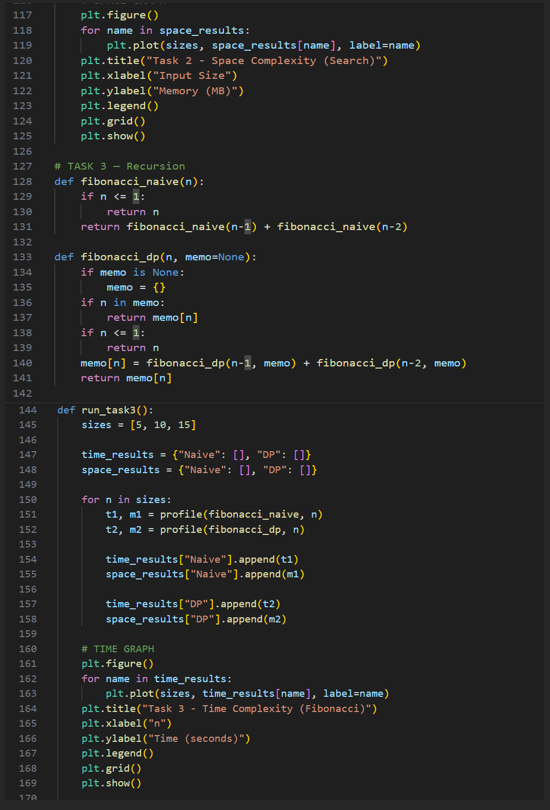 117 plt.figure()
118 for name in space_results:
119 plt.plot(sizes, space_results[name], label=name)
120 plt.title("Task 2 - Space Complexity (Search)")
121 plt.xlabel("Input Size")
122 plt.ylabel("Memory (MB)")
123 plt.legend()
124 plt.grid()
125 plt.show()
126
127 # TASK 3 — Recursion
128 def fibonacci_naive(n):
129 if n <= 1:
130 return n
131 return fibonacci_naive(n-1) + fibonacci_naive(n-2)
132
133 def fibonacci_dp(n, memo=None):
134 if memo is None:
135 memo = {}
136 if n in memo:
137 return memo[n]
138 if n <= 1:
139 return n
140 memo[n] = fibonacci_dp(n-1, memo) + fibonacci_dp(n-2, memo)
141 return memo[n]
142
144 def run_task3():
145 sizes = [5, 10, 15]
146
147 time_results = {"Naive": [], "DP": []}
148 space_results = {"Naive": [], "DP": []}
149
150 for n in sizes:
151 t1, m1 = profile(fibonacci_naive, n)
152 t2, m2 = profile(fibonacci_dp, n)
153
154 time_results["Naive"].append(t1)
155 space_results["Naive"].append(m1)
156
157 time_results["DP"].append(t2)
158 space_results["DP"].append(m2)
159
160 # TIME GRAPH
161 plt.figure()
162 for name in time_results:
163 plt.plot(sizes, time_results[name], label=name)
164 plt.title("Task 3 - Time Complexity (Fibonacci)")
165 plt.xlabel("n")
166 plt.ylabel("Time (seconds)")
167 plt.legend()
168 plt.grid()
169 plt.show()
170